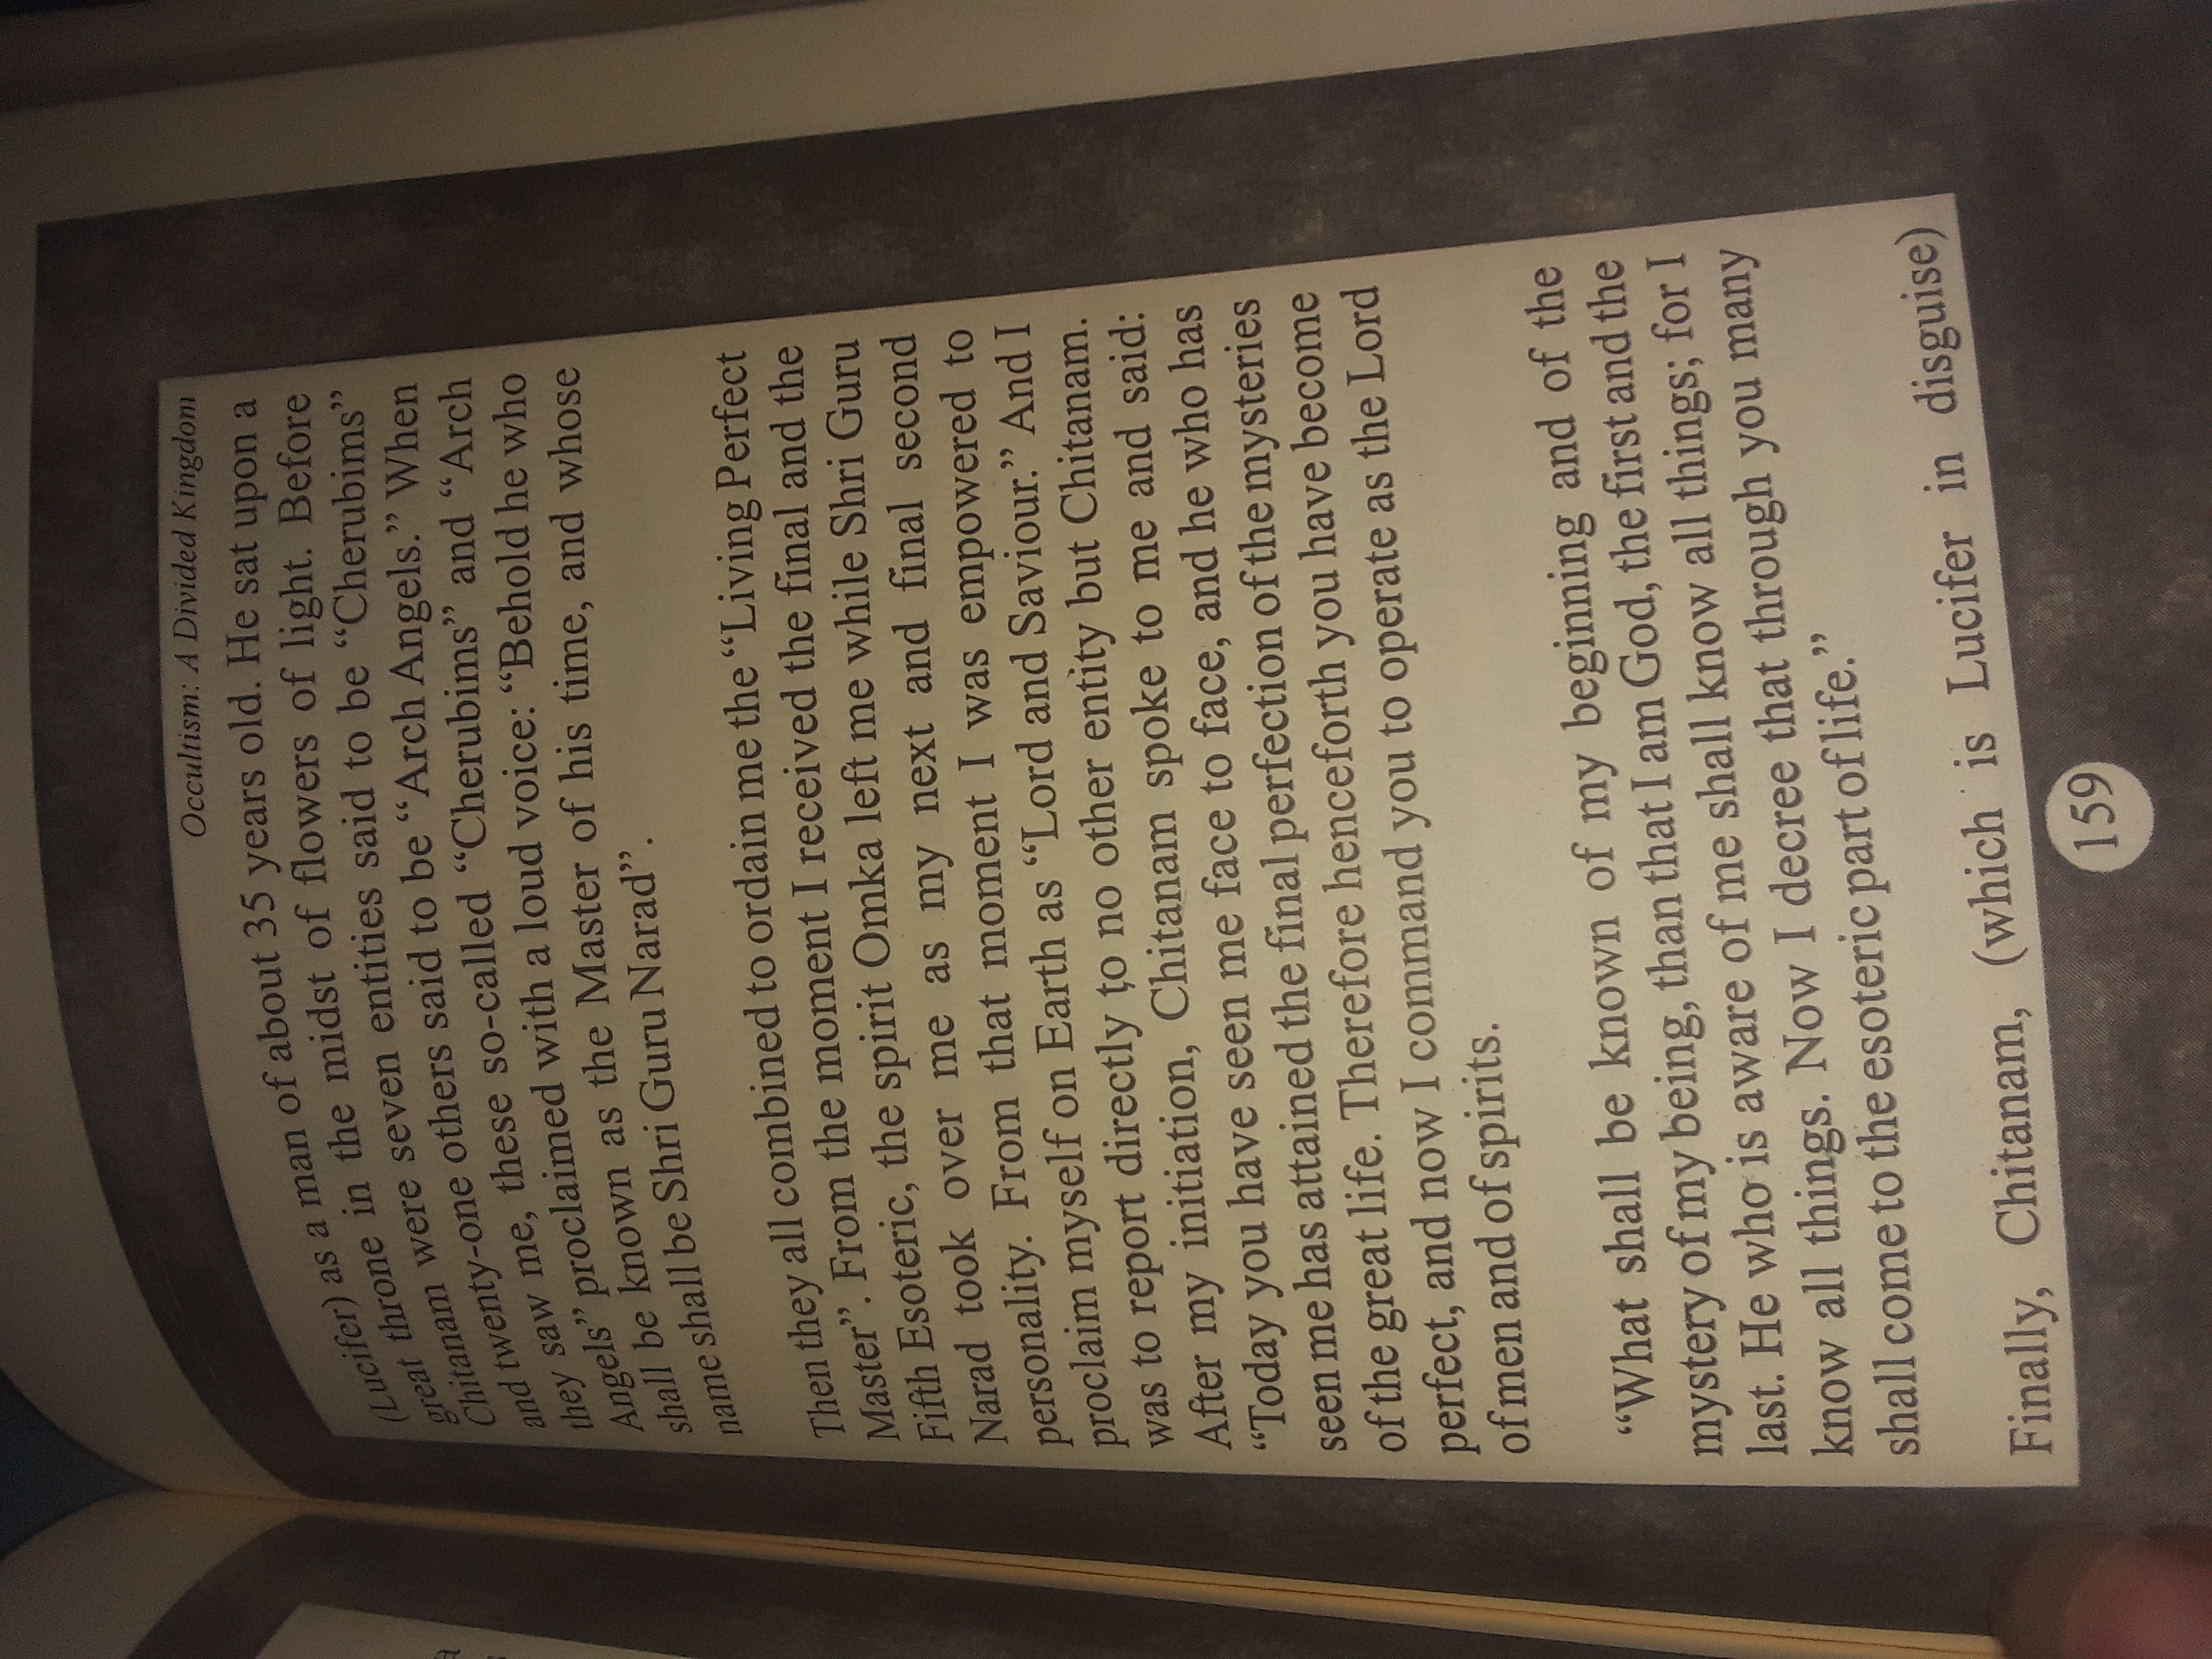 Occultism: A Divided Kingdom
(Lucifer) as a man of about 35 years old. He sat upon a
great throne in the midst of flowers of light. Before
Chitanam were seven entities said to be “Cherubims”
and twenty-one others said to be “Arch Angels.” When
they saw me, these so-called “Cherubims” and “Arch
Angels” proclaimed with a loud voice: “Behold he who
shall be known as the Master of his time, and whose
name shall be Shri Guru Narad”.
Then they all combined to ordain me the “Living Perfect
Master”. From the moment I received the final and the
Fifth Esoteric, the spirit Omka left me while Shri Guru
Narad took over me as my next and final second
personality. From that moment I was empowered to
proclaim myself on Earth as “Lord and Saviour.” And I
was to report directly to no other entity but Chitanam.
After my initiation, Chitanam spoke to me and said:
“Today you have seen me face to face, and he who has
seen me has attained the final perfection of the mysteries
of the great life. Therefore henceforth you have become
perfect, and now I command you to operate as the Lord
of men and of spirits.
“What shall be known of my beginning and of the
mystery of my being, than that I am God, the first and the
last. He who is aware of me shall know all things; for I
know all things. Now I decree that through you many
shall come to the esoteric part of life.”
Finally, Chitanam, (which is Lucifer in disguise)
159